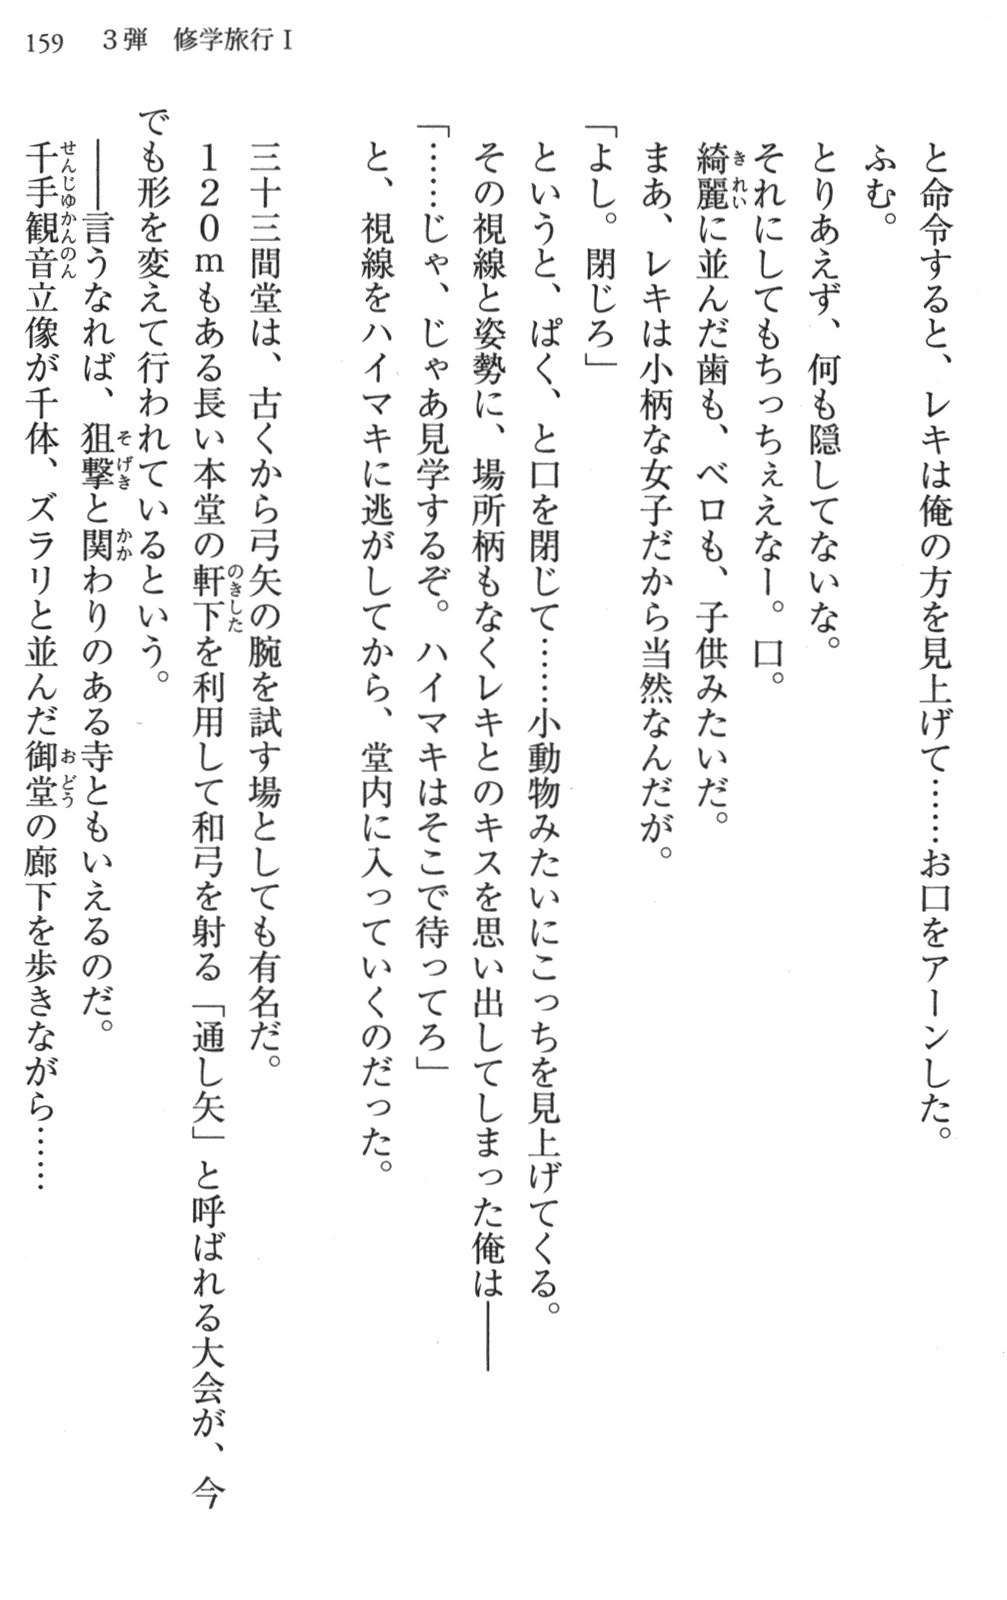 159　３弾　修学旅行Ⅰ
と命令すると、レキは俺の方を見上げて……お口をアーンした。
ふむ。
とりあえず、何も隠してないな。
それにしてもちっちぇえなー。口。
綺麗に並んだ歯も、ベロも、子供みたいだ。
まあ、レキは小柄な女子だから当然なんだが。
「よし。閉じろ」
というと、ぱく、と口を閉じて……小動物みたいにこっちを見上げてくる。
その視線と姿勢に、場所柄もなくレキとのキスを思い出してしまった俺は――
「……じゃ、じゃあ見学するぞ。ハイマキはそこで待ってろ」
と、視線をハイマキに逃がしてから、堂内に入っていくのだった。
三十三間堂は、古くから弓矢の腕を試す場としても有名だ。
１２０ｍもある長い本堂の軒下を利用して和弓を射る「通し矢」と呼ばれる大会が、今
でも形を変えて行われているという。
――言うなれば、狙撃と関わりのある寺ともいえるのだ。
千手観音立像が千体、ズラリと並んだ御堂の廊下を歩きながら……